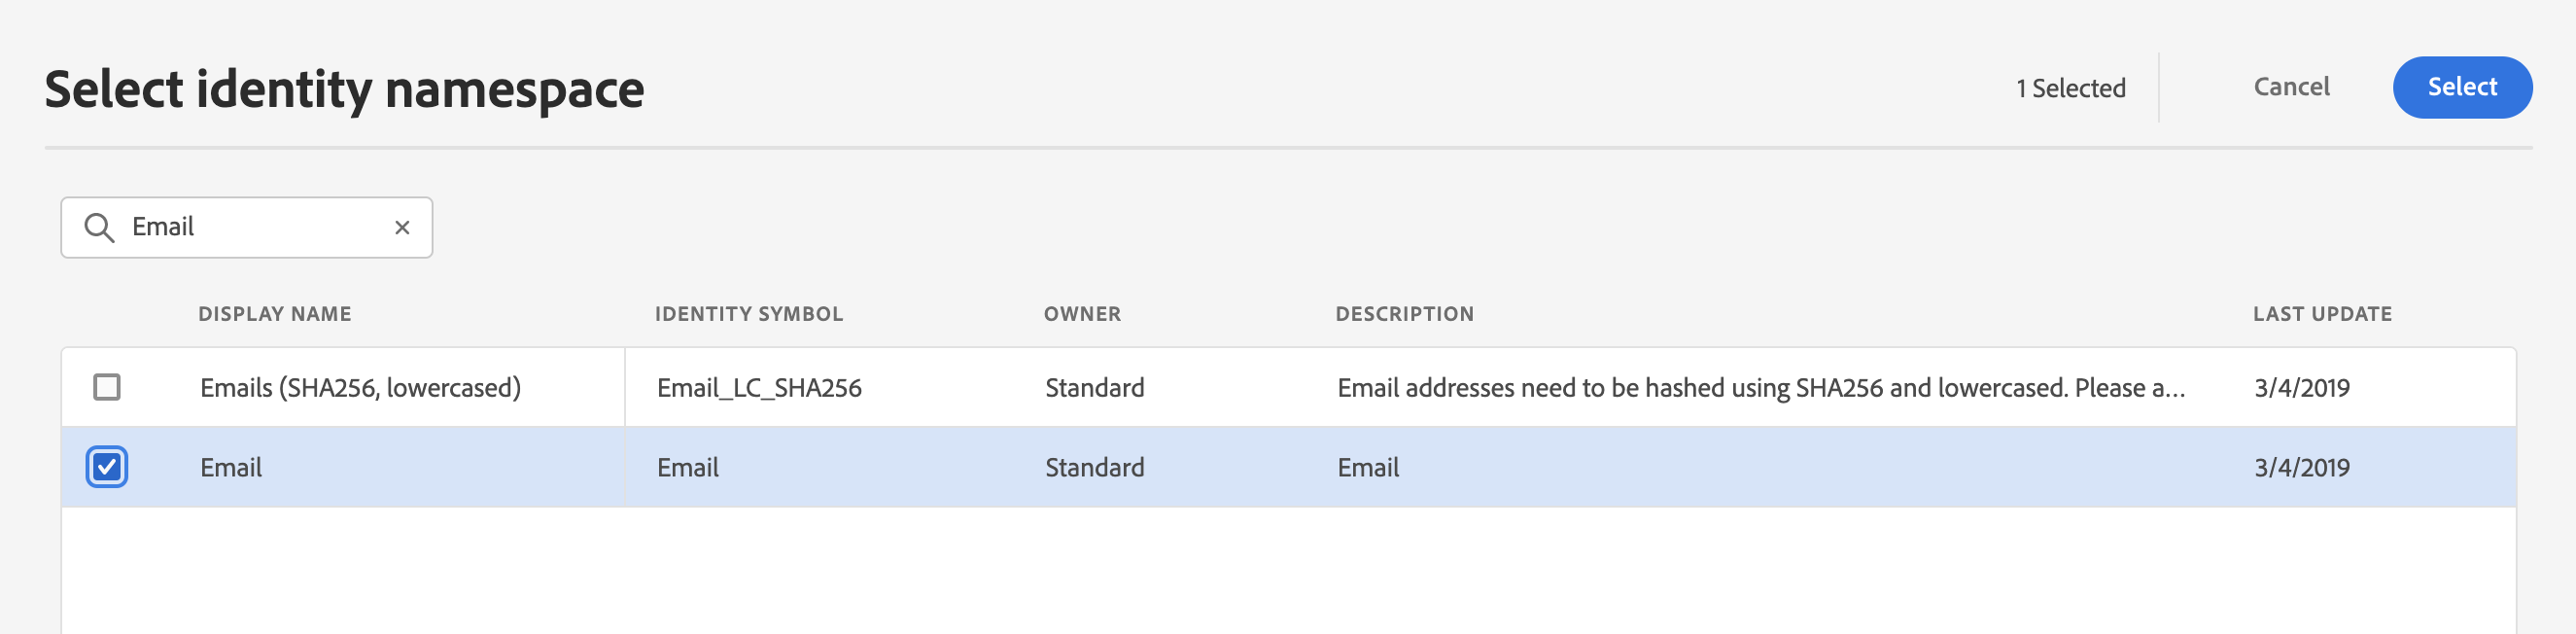 Select identity namespace
1 Selected Cancel Select
Email
DISPLAY NAME IDENTITY SYMBOL OWNER DESCRIPTION LAST UPDATE
Emails (SHA256, lowercased) Email_LC_SHA256 Standard Email addresses need to be hashed using SHA256 and lowercased. Please a... 3/4/2019
Email Email Standard Email 3/4/2019